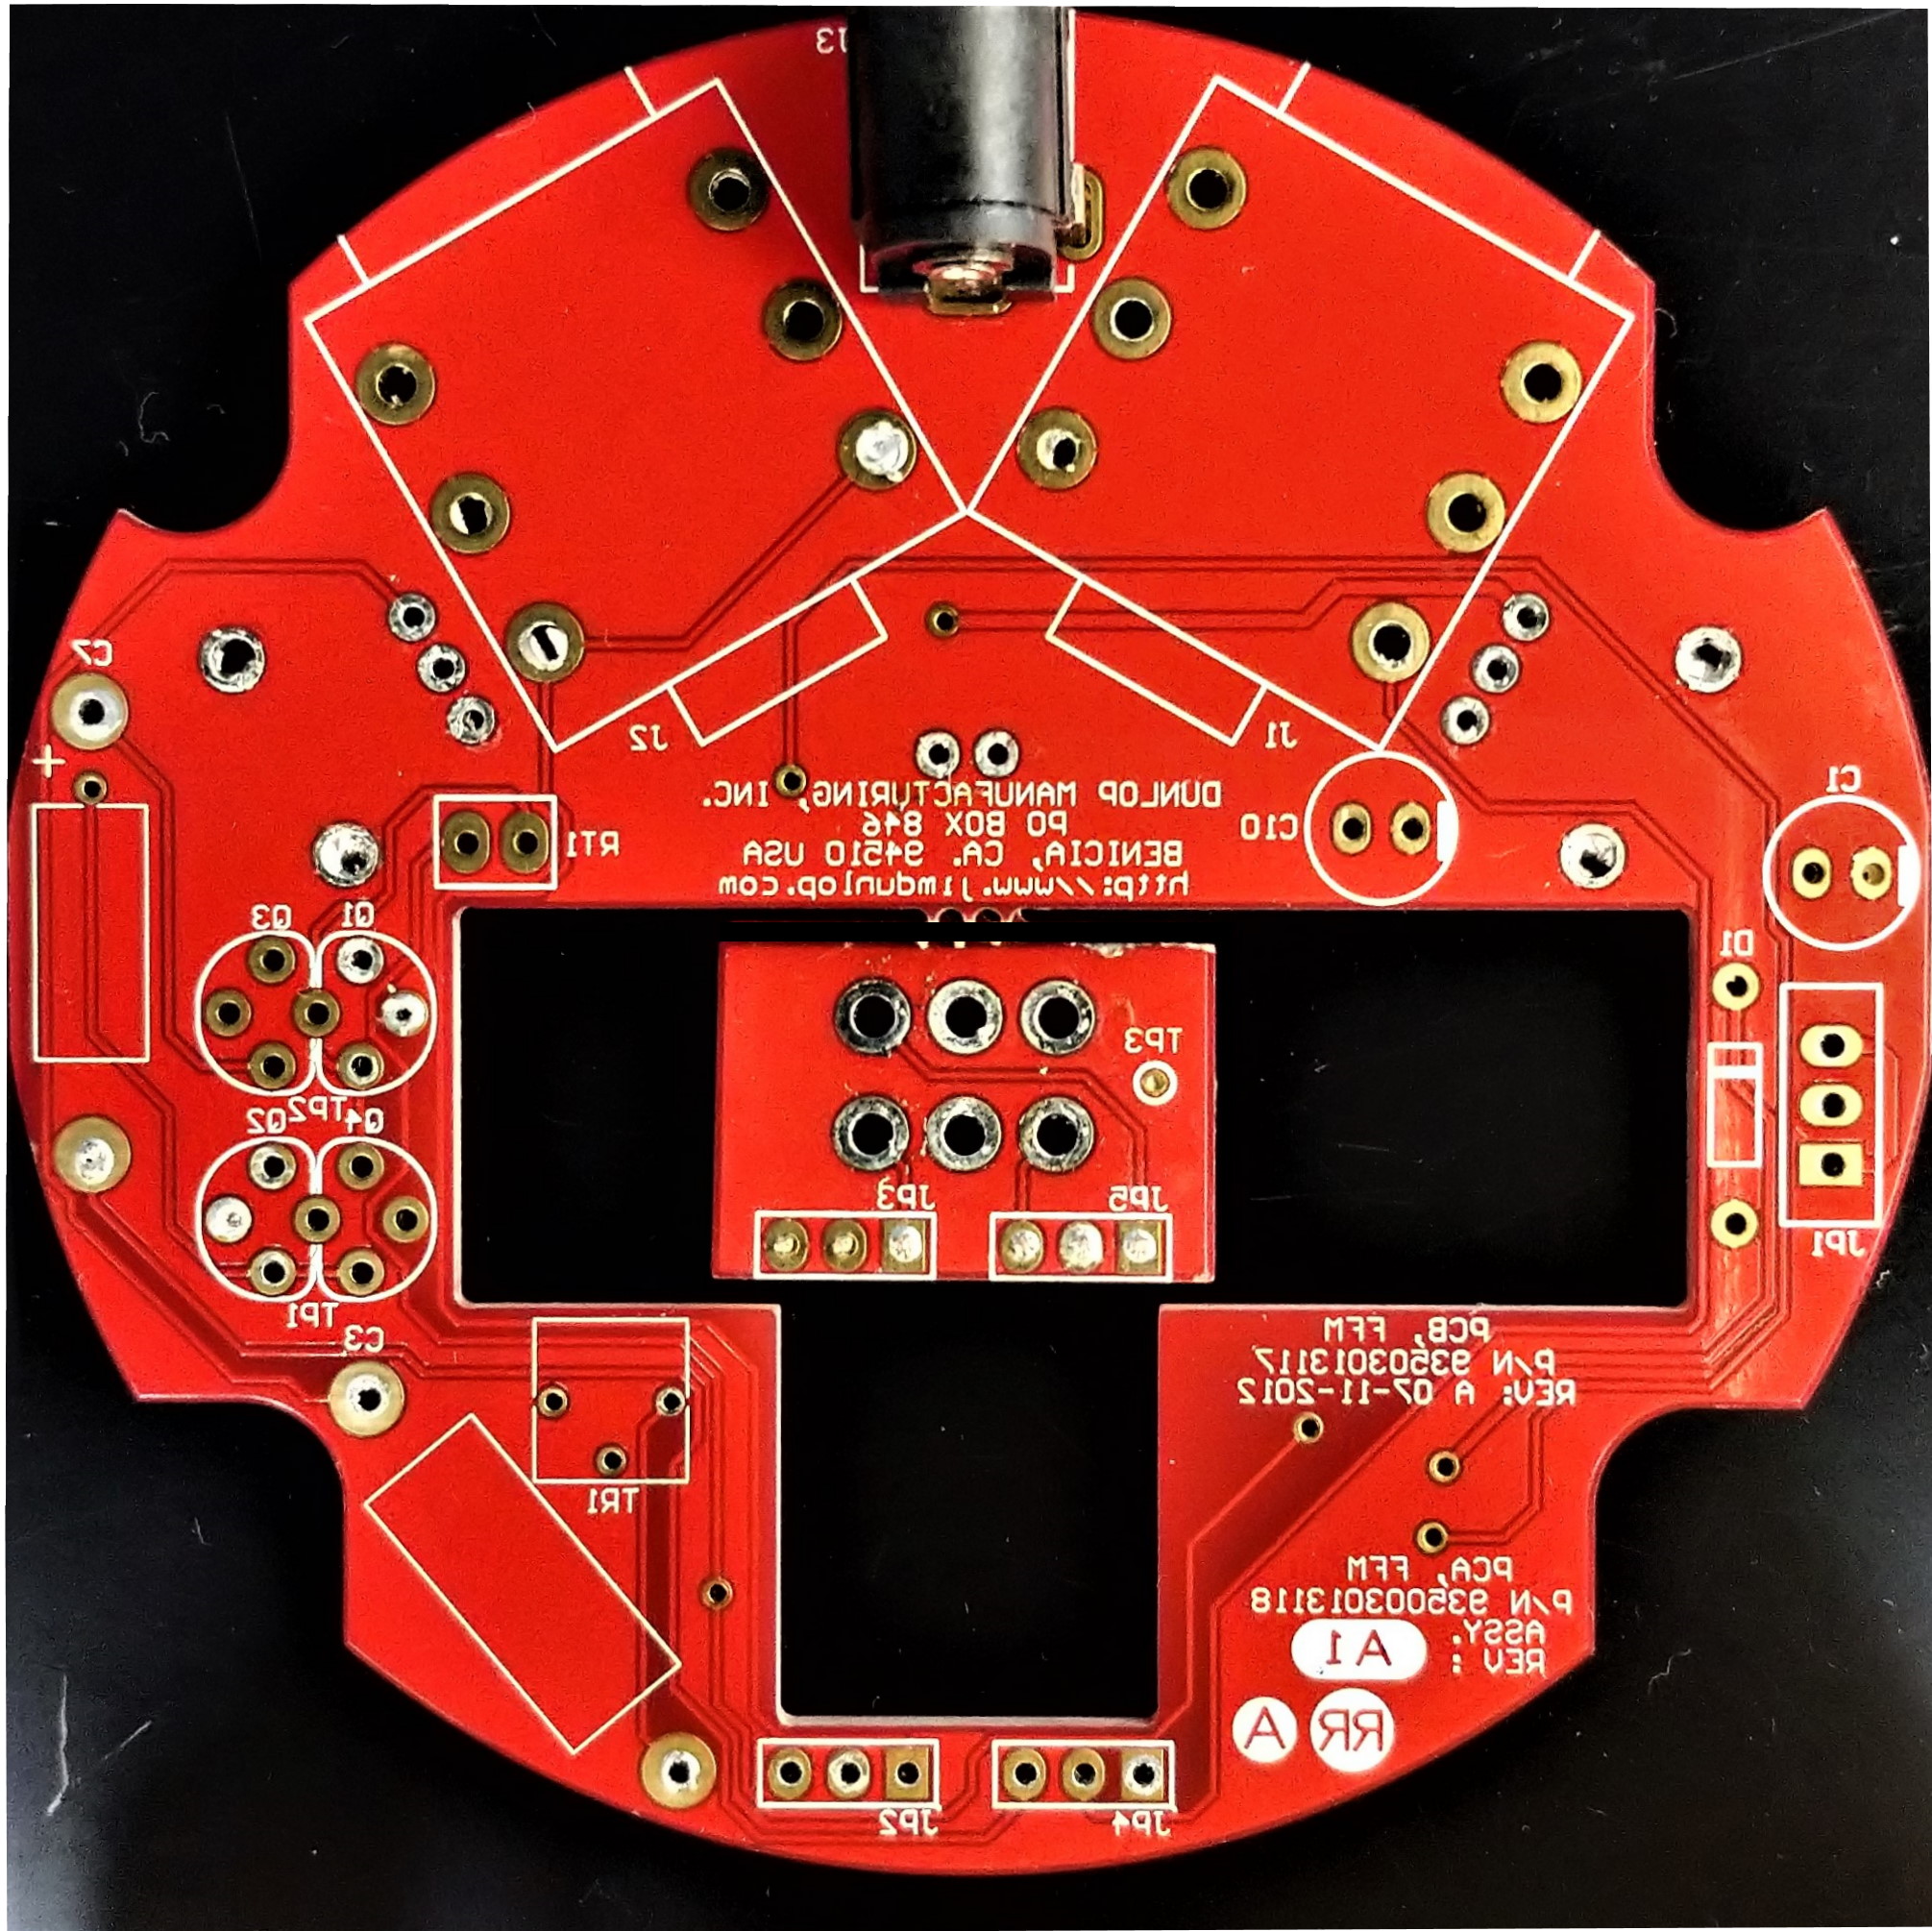 J3
C7
J2
J1
C1
DUNLOP MANUFACTURING, INC.
PO BOX 846
BENICIA, CA. 94510 USA
http://www.jimdunlop.com
C10
RT1
+
Q3 Q1
D1
TP3
TP2
Q2 Q4
JP3
JP5
JP1
TP1
C3
PCB, FFM
P/N 93503013117
REV: A 07-11-2012
TR1
PCA, FFM
P/N 935003013118
ASSY.
REV : A1
RR A
JP2
JP4